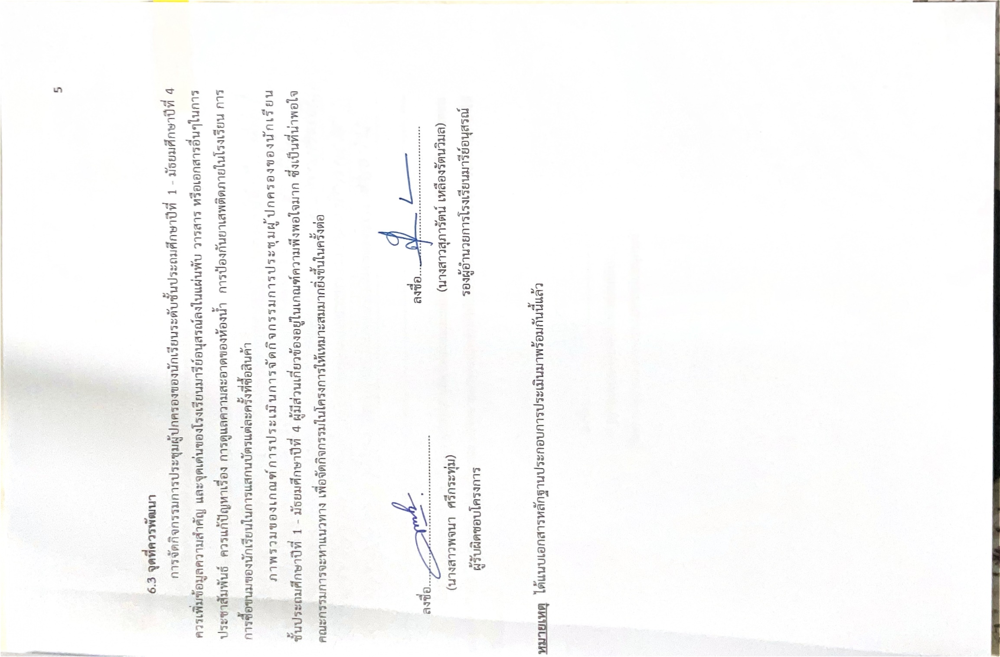 5
6.3 จุดที่ควรพัฒนา
การจัดกิจกรรมการประชุมผู้ปกครองของนักเรียนระดับชั้นประถมศึกษาปีที่ 1 - มัธยมศึกษาปีที่ 4
ควรเพิ่มข้อมูลความสำคัญ และจุดเด่นของโรงเรียนมารีย์อนุสรณ์ลงในแผ่นพับ วารสาร หรือเอกสารอื่นๆในการ
ประชาสัมพันธ์ ควรแก้ปัญหาเรื่อง การดูแลความสะอาดของห้องน้ำ การป้องกันยาเสพติดภายในโรงเรียน การ
การซื้อขนมของนักเรียนในการแสกนบัตรแต่ละครั้งที่ซื้อสินค้า
ภาพรวมของเกณฑ์การประเมินการจัดกิจกรรมการประชุมผู้ปกครองของนักเรียน
ชั้นประถมศึกษาปีที่ 1 - มัธยมศึกษาปีที่ 4 ผู้มีส่วนเกี่ยวข้องอยู่ในเกณฑ์ความพึงพอใจมาก ซึ่งเป็นที่น่าพอใจ
คณะกรรมการจะหาแนวทาง เพื่อจัดกิจกรรมในโครงการให้เหมาะสมมากยิ่งขึ้นในครั้งต่อ
ลงชื่อ........................................ ลงชื่อ........................................
(นางสาวพจนา ศรีกระทุ่ม) (นางสาวสุภารัตน์ เหลืองรัตนวิมล)
ผู้รับผิดชอบโครงการ รองผู้อำนวยการโรงเรียนมารีย์อนุสรณ์
หมายเหตุ ได้แนบเอกสารหลักฐานประกอบการประเมินมาพร้อมกันนี้แล้ว